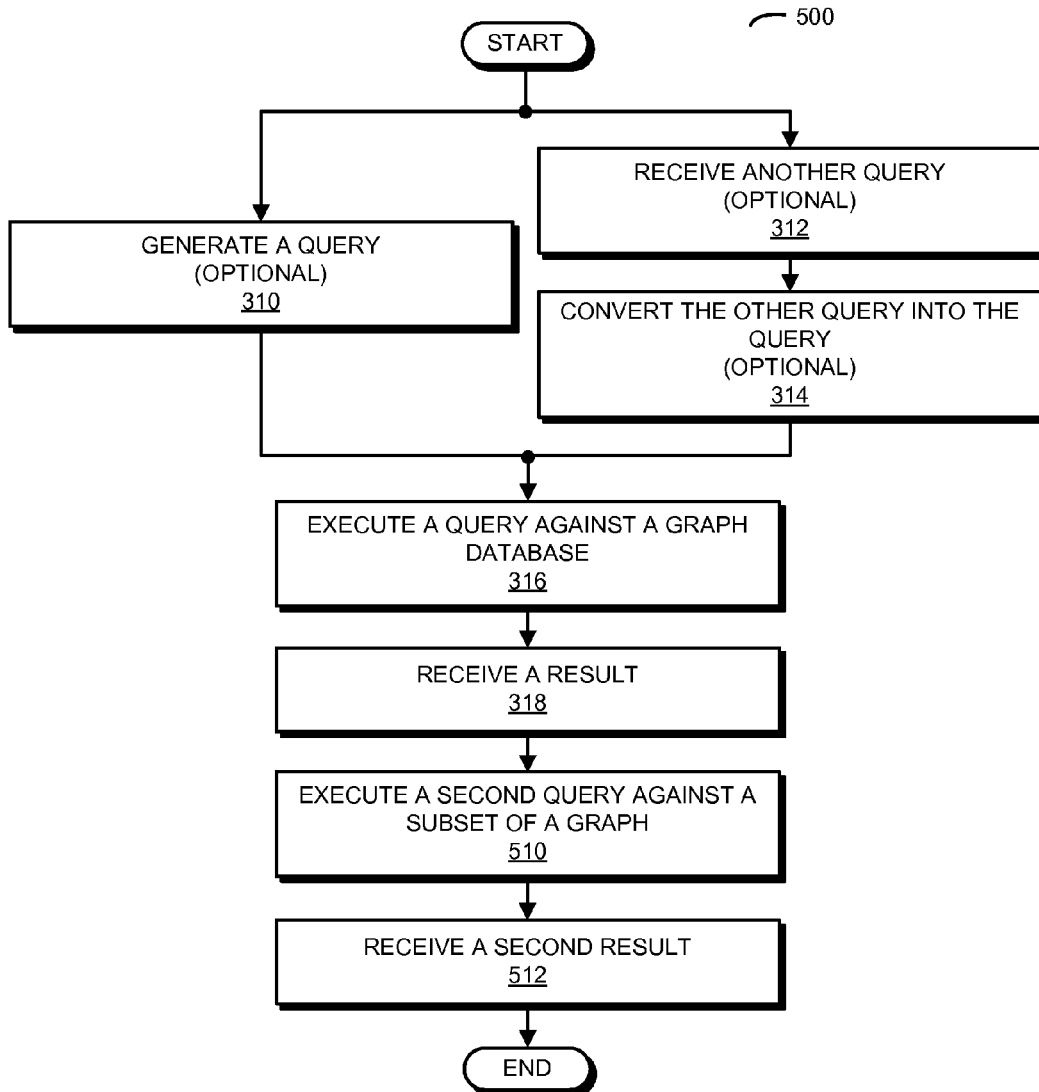 500
START
RECEIVE ANOTHER QUERY
(OPTIONAL)
312
GENERATE A QUERY
(OPTIONAL)
310
CONVERT THE OTHER QUERY INTO THE
QUERY
(OPTIONAL)
314
EXECUTE A QUERY AGAINST A GRAPH
DATABASE
316
RECEIVE A RESULT
318
EXECUTE A SECOND QUERY AGAINST A
SUBSET OF A GRAPH
510
RECEIVE A SECOND RESULT
512
END